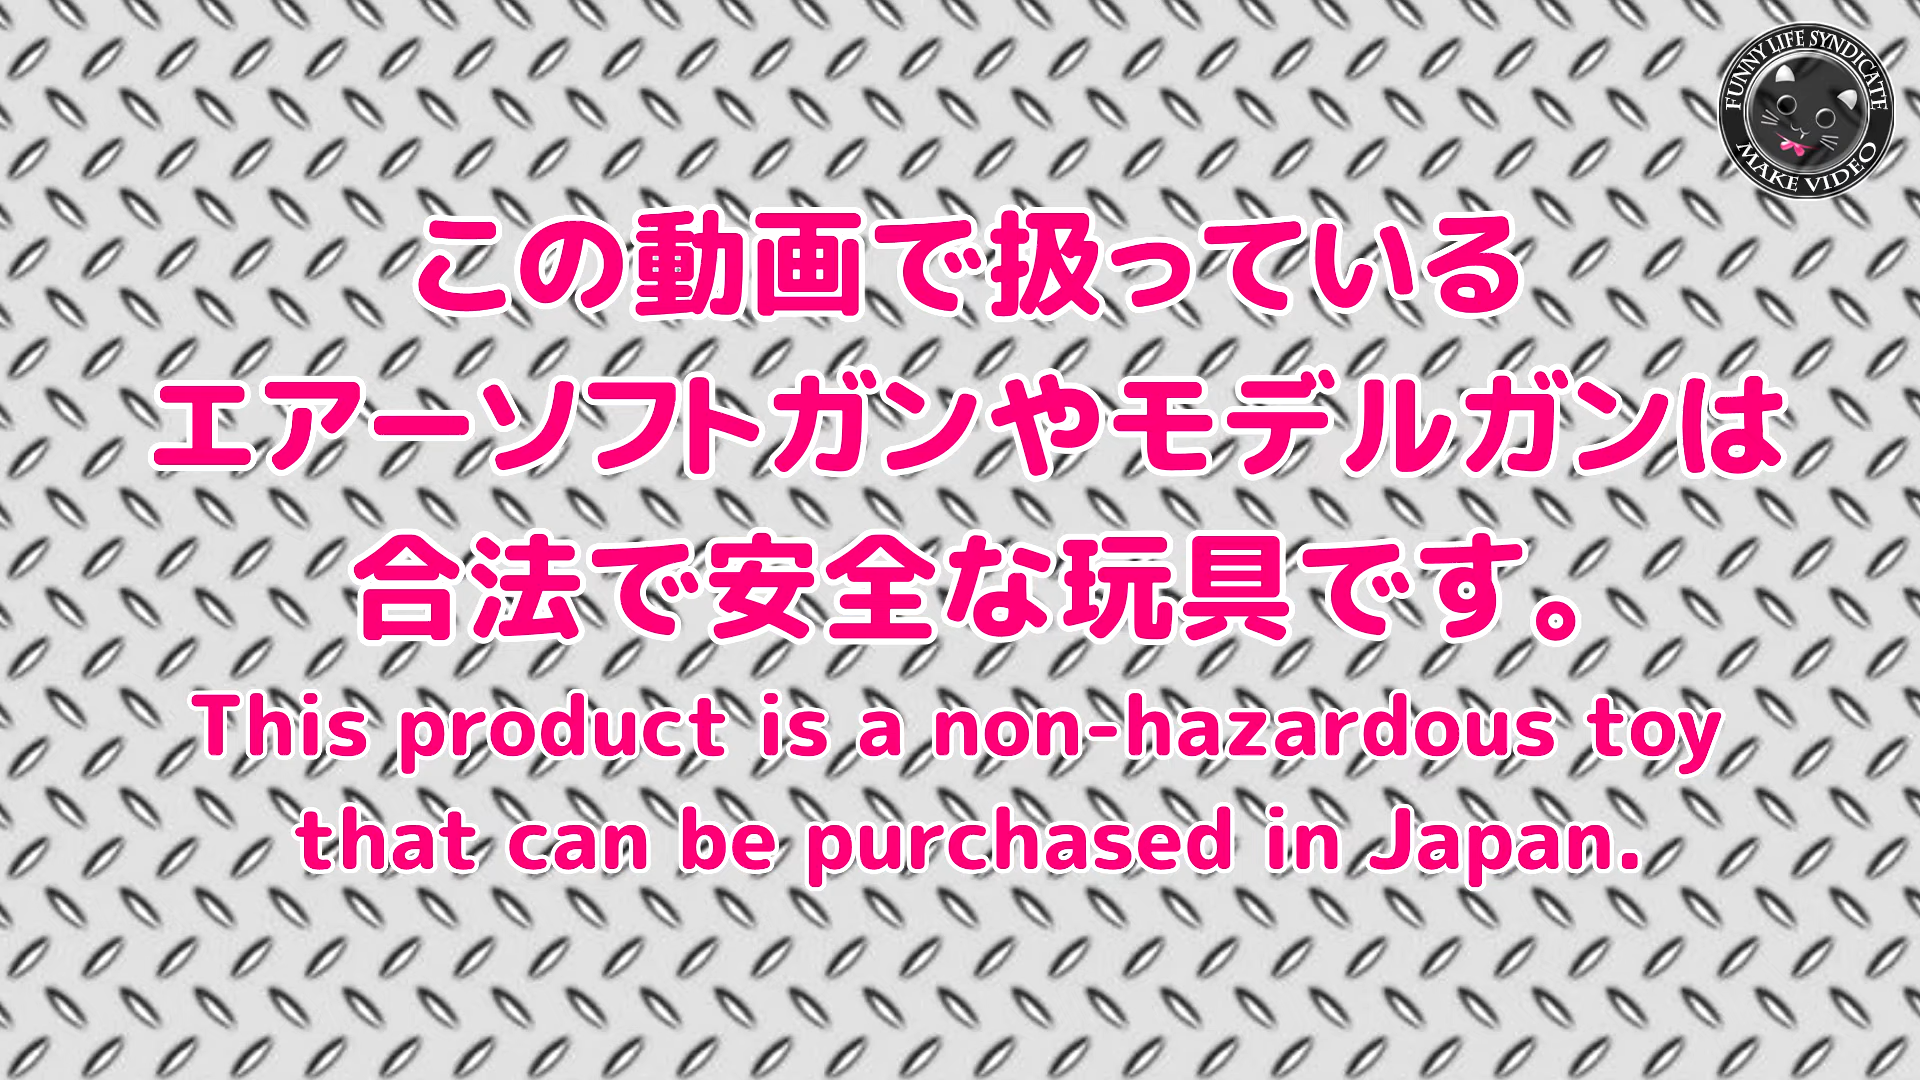 FUNNY LIFE SYNDICATE
MAKE VIDEO
この動画で扱っている
エアーソフトガンやモデルガンは
合法で安全な玩具です。
This product is a non-hazardous toy
that can be purchased in Japan.